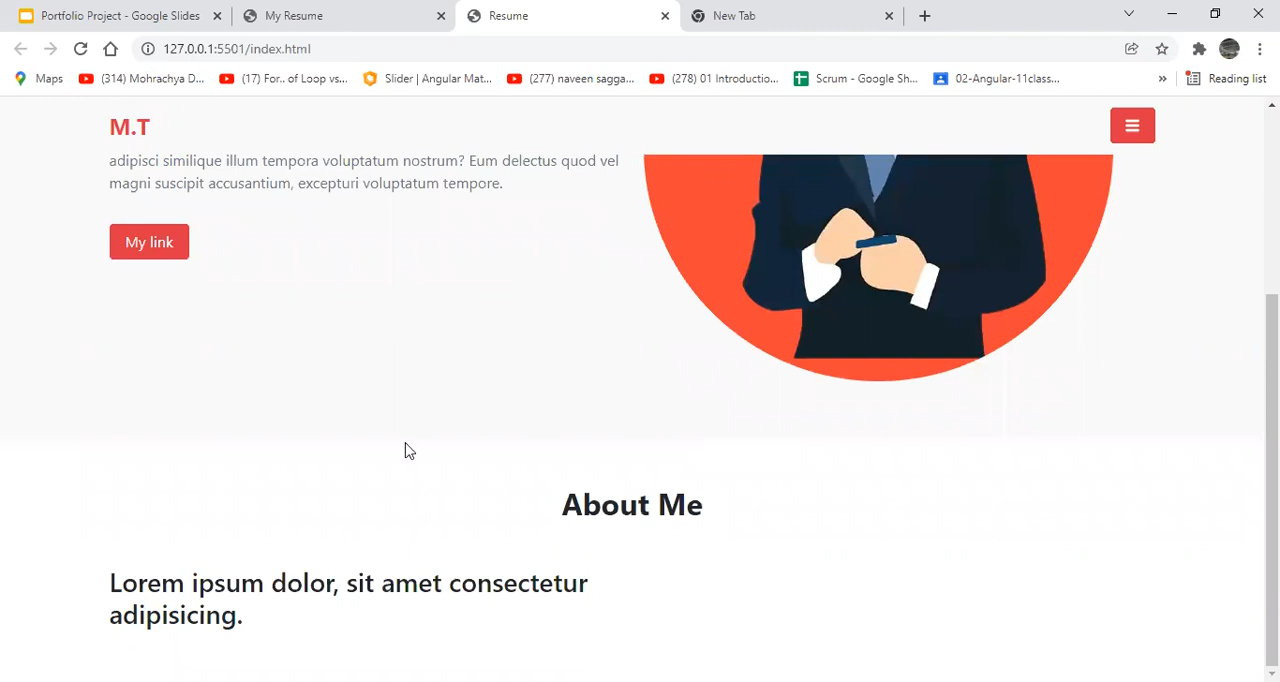 Portfolio Project - Google Slides
My Resume
Resume
New Tab
127.0.0.1:5501/index.html
Maps
(314) Mohrachya D...
(17) For.. of Loop vs...
Slider | Angular Mat...
(277) naveen sagga...
(278) 01 Introductio...
Scrum - Google Sh...
02-Angular-11class...
»
Reading list
M.T
adipisci similique illum tempora voluptatum nostrum? Eum delectus quod vel
magni suscipit accusantium, excepturi voluptatum tempore.
My link
About Me
Lorem ipsum dolor, sit amet consectetur
adipisicing.